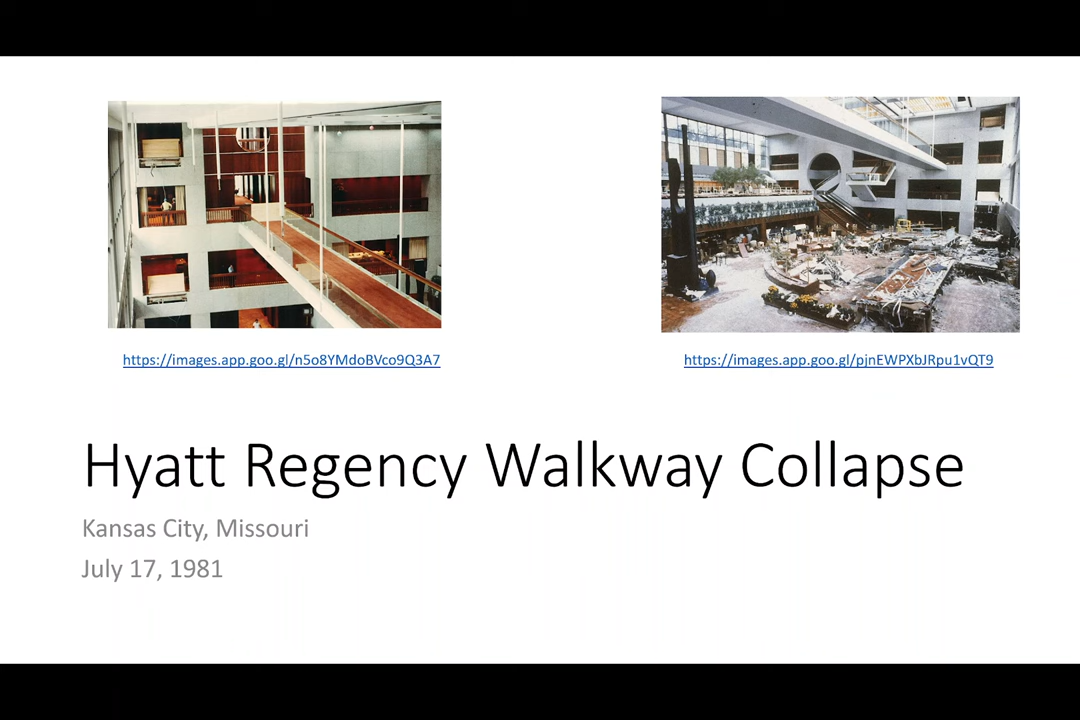 https://images.app.goo.gl/n5o8YMdoBVco9Q3A7
https://images.app.goo.gl/pjnEWPXbJRpu1vQT9
Hyatt Regency Walkway Collapse
Kansas City, Missouri
July 17, 1981